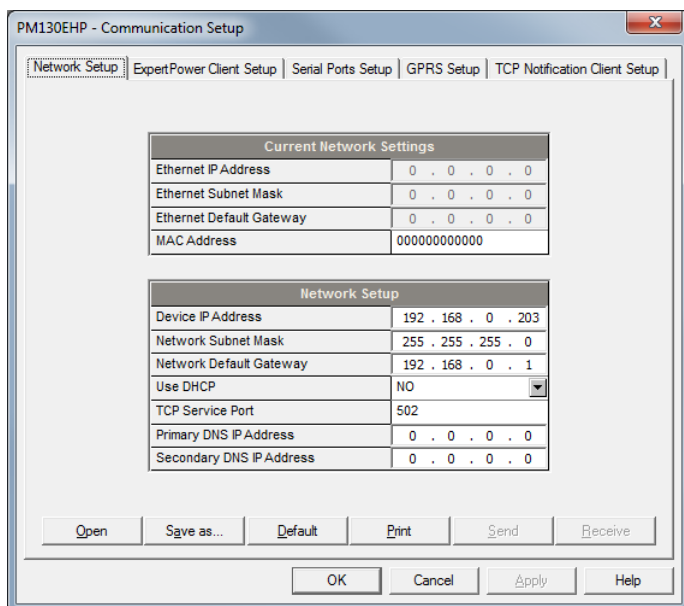 PM130EHP - Communication Setup
Network Setup ExpertPower Client Setup Serial Ports Setup GPRS Setup TCP Notification Client Setup
Current Network Settings
Ethernet IP Address 0 . 0 . 0 . 0
Ethernet Subnet Mask 0 . 0 . 0 . 0
Ethernet Default Gateway 0 . 0 . 0 . 0
MAC Address 000000000000
Network Setup
Device IP Address 192 . 168 . 0 . 203
Network Subnet Mask 255 . 255 . 255 . 0
Network Default Gateway 192 . 168 . 0 . 1
Use DHCP NO
TCP Service Port 502
Primary DNS IP Address 0 . 0 . 0 . 0
Secondary DNS IP Address 0 . 0 . 0 . 0
Open Save as... Default Print Send Receive
OK Cancel Apply Help